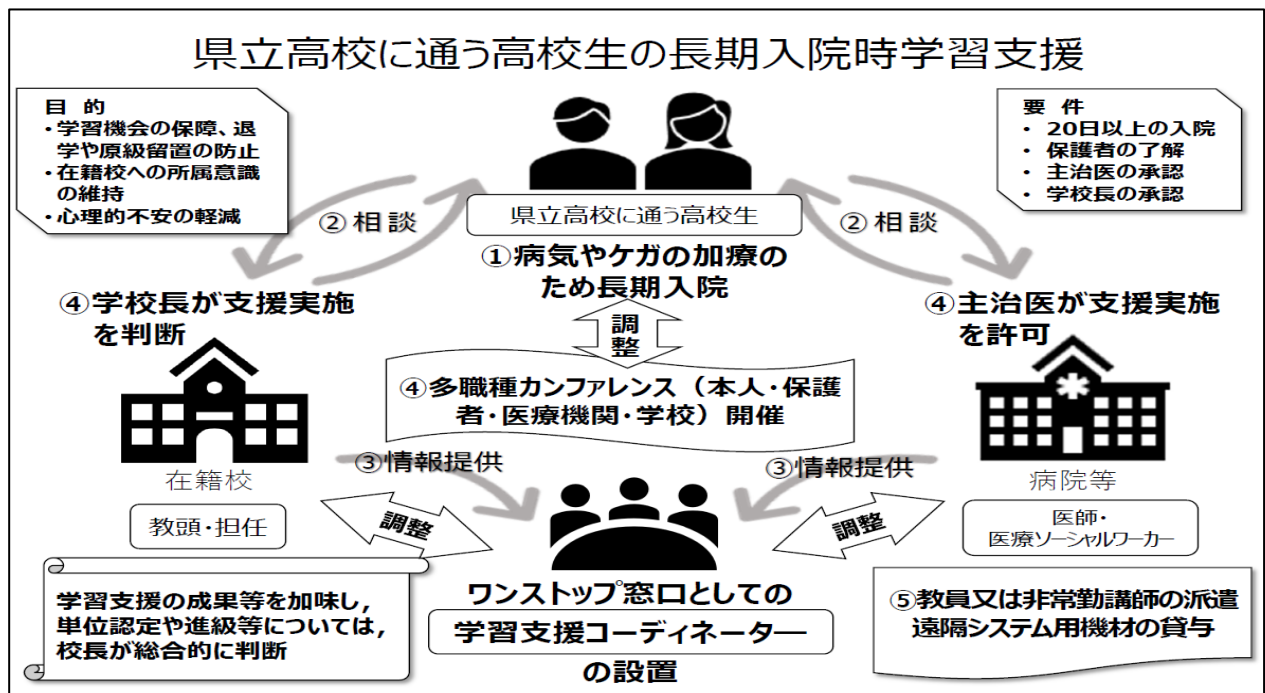 県立高校に通う高校生の長期入院時学習支援
目 的
・学習機会の保障、退
学や原級留置の防止
・在籍校への所属意識
の維持
・心理的不安の軽減
要 件
・ 20日以上の入院
・ 保護者の了解
・ 主治医の承認
・ 学校長の承認
②相談
県立高校に通う高校生
②相談
①病気やケガの加療の
ため長期入院
④学校長が支援実施
を判断
調
整
④主治医が支援実施
を許可
④多職種カンファレンス（本人・保護
者・医療機関・学校）開催
③情報提供
③情報提供
在籍校
病院等
教頭・担任
調整
調整
医師・
医療ソーシャルワーカー
学習支援の成果等を加味し,
単位認定や進級等については,
校長が総合的に判断
ワンストップ窓口としての
学習支援コーディネーター
の設置
⑤教員又は非常勤講師の派遣
遠隔システム用機材の貸与